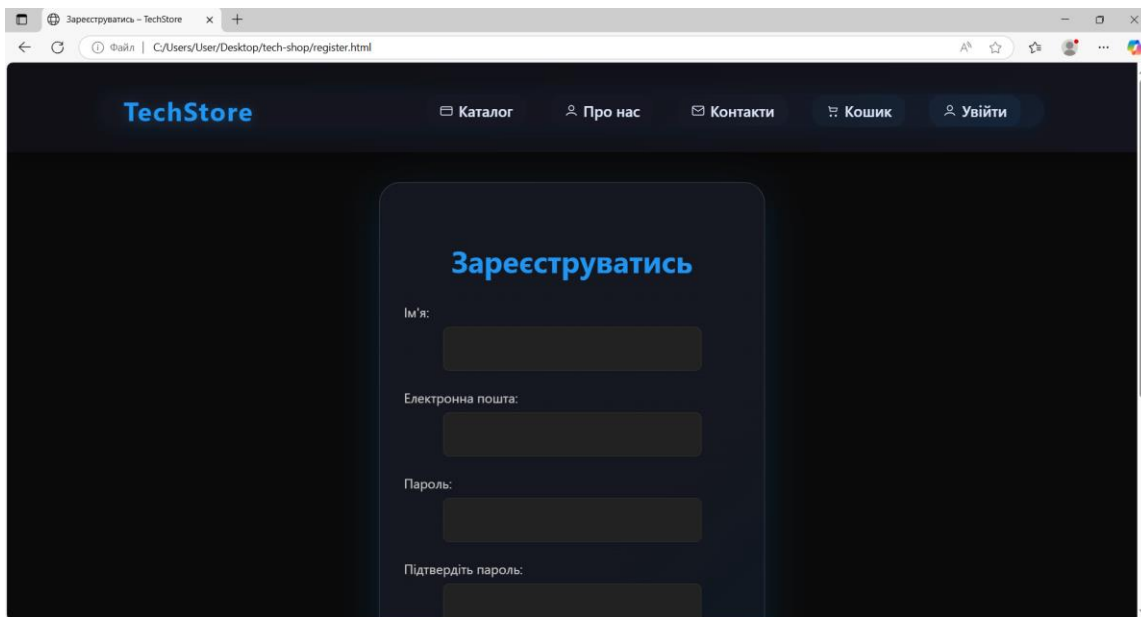 Зареєструватись – TechStore
Файл | C:/Users/User/Desktop/tech-shop/register.html
TechStore
Каталог
Про нас
Контакти
Кошик
Увійти
Зареєструватись
Ім'я:
Електронна пошта:
Пароль:
Підтвердіть пароль: